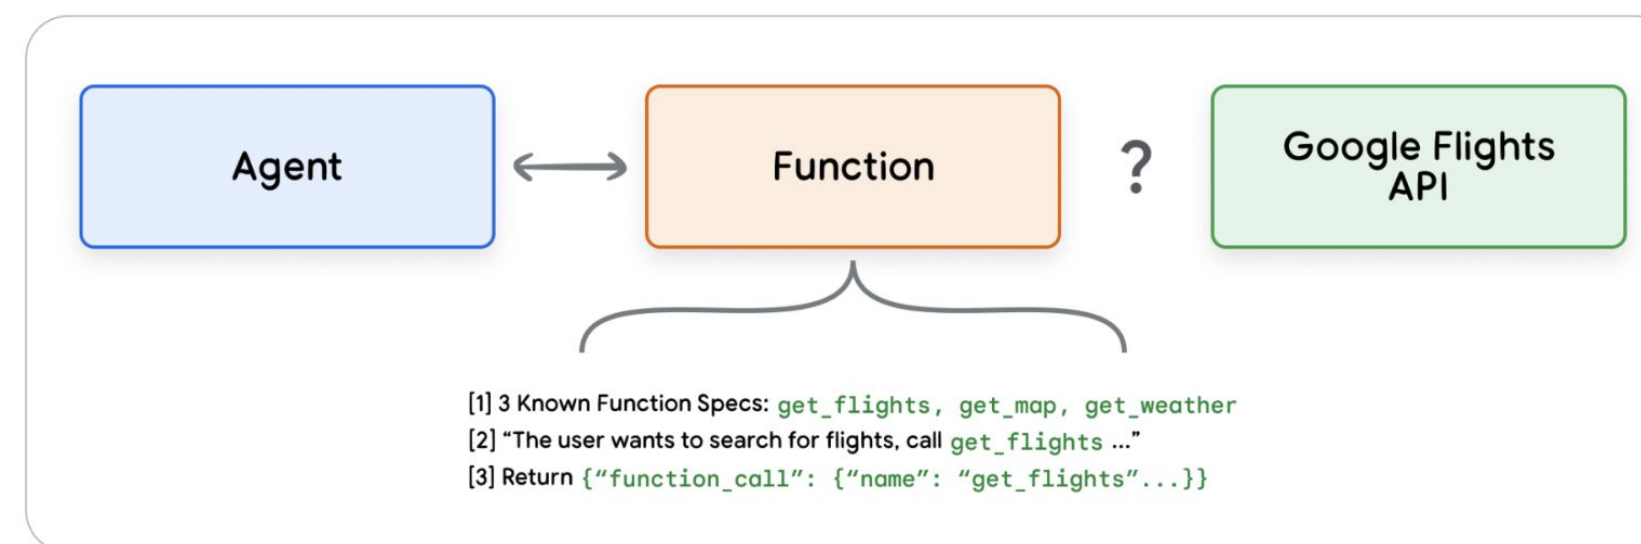 Agent
Function
?
Google Flights
API
[1] 3 Known Function Specs: get_flights, get_map, get_weather
[2] “The user wants to search for flights, call get_flights ...”
[3] Return {“function_call”: {“name”: “get_flights”...}}